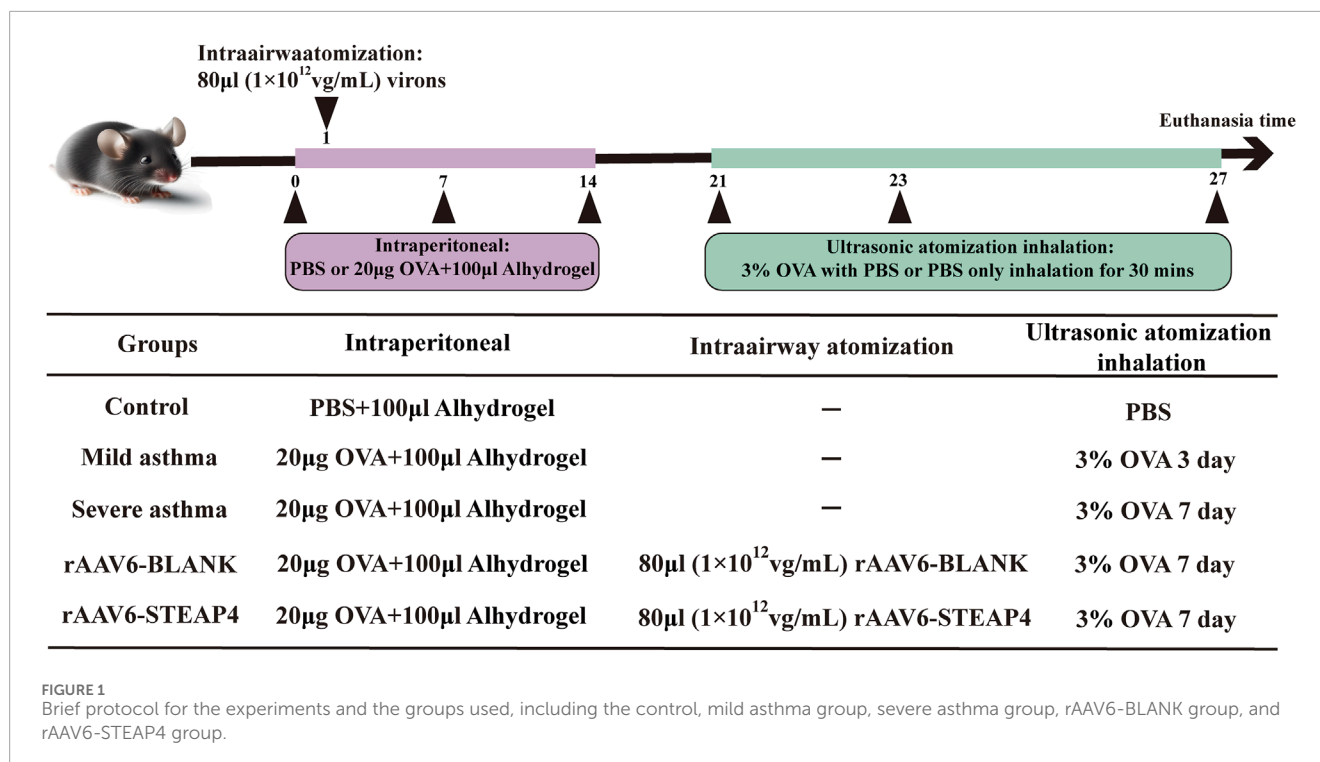 Intraairwaatomization:
80μl (1×10¹²vg/mL) virons
Euthanasia time
1
0 7 14 21 23 27
Intraperitoneal:
PBS or 20μg OVA+100μl Alhydrogel
Ultrasonic atomization inhalation:
3% OVA with PBS or PBS only inhalation for 30 mins
Groups Intraperitoneal Intraairway atomization Ultrasonic atomization
inhalation
Control PBS+100μl Alhydrogel — PBS
Mild asthma 20μg OVA+100μl Alhydrogel — 3% OVA 3 day
Severe asthma 20μg OVA+100μl Alhydrogel — 3% OVA 7 day
rAAV6-BLANK 20μg OVA+100μl Alhydrogel 80μl (1×10¹²vg/mL) rAAV6-BLANK 3% OVA 7 day
rAAV6-STEAP4 20μg OVA+100μl Alhydrogel 80μl (1×10¹²vg/mL) rAAV6-STEAP4 3% OVA 7 day
FIGURE 1
Brief protocol for the experiments and the groups used, including the control, mild asthma group, severe asthma group, rAAV6-BLANK group, and
rAAV6-STEAP4 group.